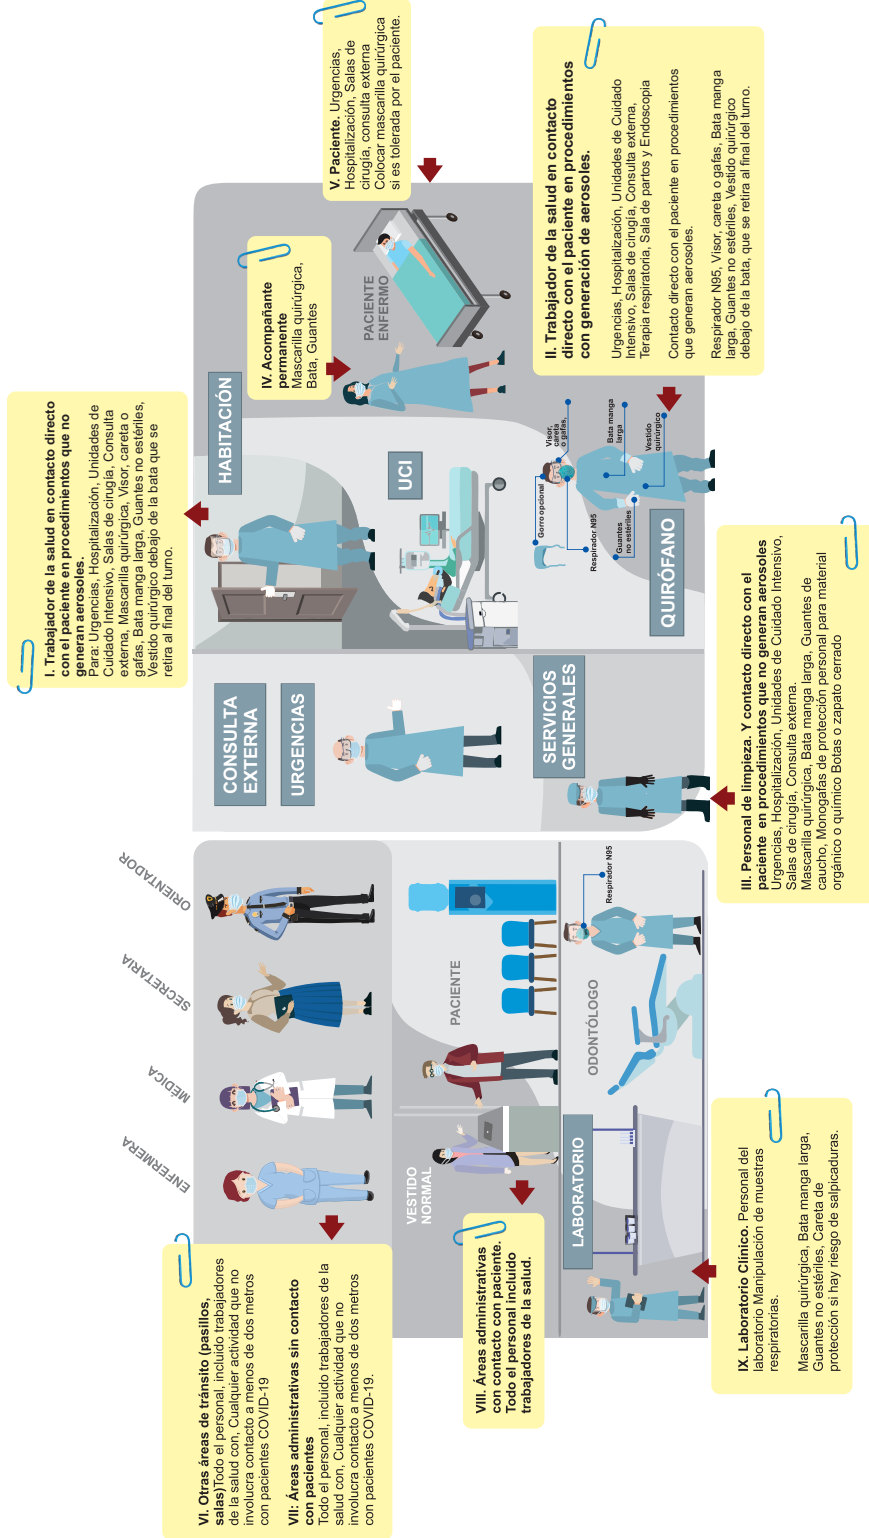 I. Trabajador de la salud en contacto directo
con el paciente en procedimientos que no
generan aerosoles.
Para: Urgencias, Hospitalización, Unidades de
Cuidado Intensivo, Salas de cirugía, Consulta
externa, Mascarilla quirúrgica, Visor, careta o
gafas, Bata manga larga, Guantes no estériles,
Vestido quirúrgico debajo de la bata que se
retira al final del turno.
IV. Acompañante
permanente
Mascarilla quirúrgica,
Bata, Guantes
V. Paciente. Urgencias,
Hospitalización, Salas de
cirugía, consulta externa
Colocar mascarilla quirúrgica
si es tolerada por el paciente.
VI. Otras áreas de tránsito (pasillos,
salas)Todo el personal, incluido trabajadores
de la salud con, Cualquier actividad que no
involucra contacto a menos de dos metros
con pacientes COVID-19
VII: Áreas administrativas sin contacto
con pacientes
Todo el personal, incluido trabajadores de la
salud con, Cualquier actividad que no
involucra contacto a menos de dos metros
con pacientes COVID-19.
ENFERMERA
MÉDICA
SECRETARIA
ORIENTADOR
CONSULTA
EXTERNA
URGENCIAS
HABITACIÓN
PACIENTE
ENFERMO
UCI
VESTIDO
NORMAL
PACIENTE
VIII. Áreas administrativas
con contacto con paciente.
Todo el personal incluido
trabajadores de la salud.
LABORATORIO
ODONTÓLOGO
Respirador N95
SERVICIOS
GENERALES
QUIRÓFANO
Gorro opcional
Visor,
careta
o gafas,
Respirador N95
Bata manga
larga
Guantes
no estériles
Vestido
quirúrgico
II. Trabajador de la salud en contacto
directo con el paciente en procedimientos
con generación de aerosoles.
Urgencias, Hospitalización, Unidades de Cuidado
Intensivo, Salas de cirugía, Consulta externa,
Terapia respiratoria, Sala de partos y Endoscopia
Contacto directo con el paciente en procedimientos
que generan aerosoles.
Respirador N95, Visor, careta o gafas, Bata manga
larga, Guantes no estériles, Vestido quirúrgico
debajo de la bata, que se retira al final del turno.
IX. Laboratorio Clínico. Personal del
laboratorio Manipulación de muestras
respiratorias.
Mascarilla quirúrgica, Bata manga larga,
Guantes no estériles, Careta de
protección si hay riesgo de salpicaduras.
III. Personal de limpieza. Y contacto directo con el
paciente en procedimientos que no generan aerosoles
Urgencias, Hospitalización, Unidades de Cuidado Intensivo,
Salas de cirugía, Consulta externa.
Mascarilla quirúrgica, Bata manga larga, Guantes de
caucho, Monogafas de protección personal para material
orgánico o químico Botas o zapato cerrado